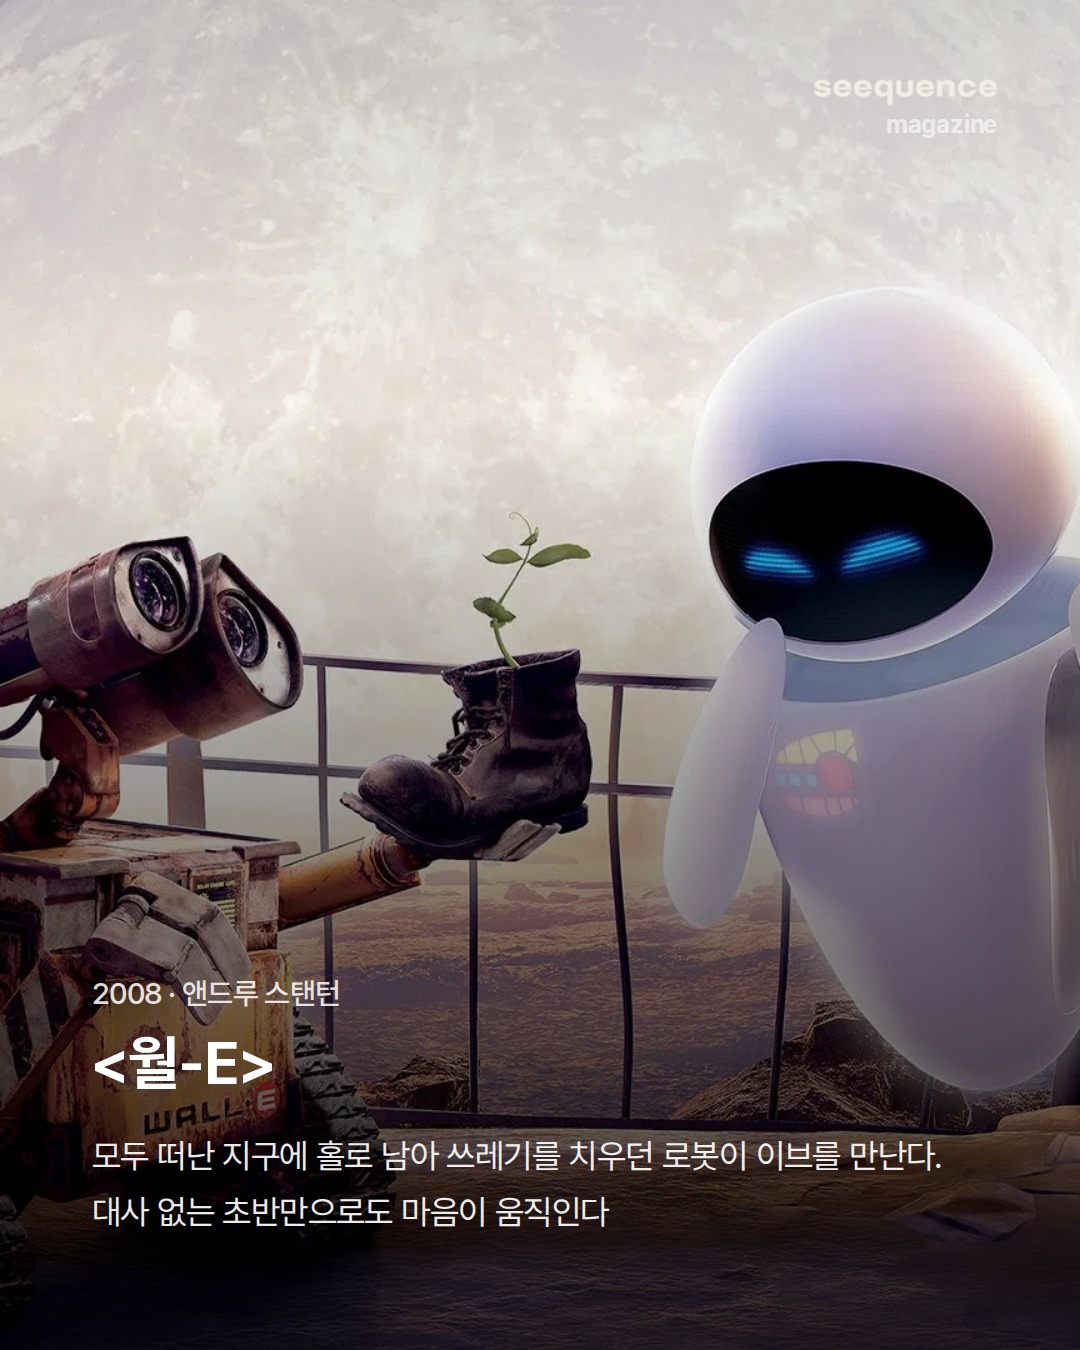 seequence
magazine
2008 · 앤드루 스탠턴
<월-E>
WALL·E
모두 떠난 지구에 홀로 남아 쓰레기를 치우던 로봇이 이브를 만난다.
대사 없는 초반만으로도 마음이 움직인다